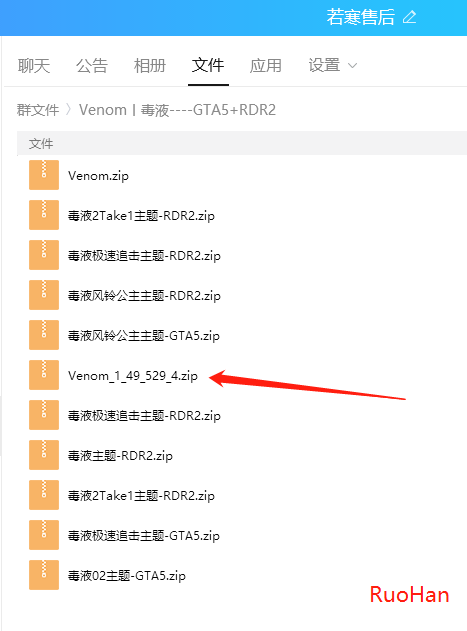 若寒售后
聊天 公告 相册 文件 应用 设置
群文件 〉 Venom丨毒液----GTA5+RDR2
文件
Venom.zip
毒液2Take1主题-RDR2.zip
毒液极速追击主题-RDR2.zip
毒液风铃公主主题-RDR2.zip
毒液风铃公主主题-GTA5.zip
Venom_1_49_529_4.zip
毒液极速追击主题-RDR2.zip
毒液主题-RDR2.zip
毒液2Take1主题-RDR2.zip
毒液极速追击主题-GTA5.zip
毒液02主题-GTA5.zip
RuoHan